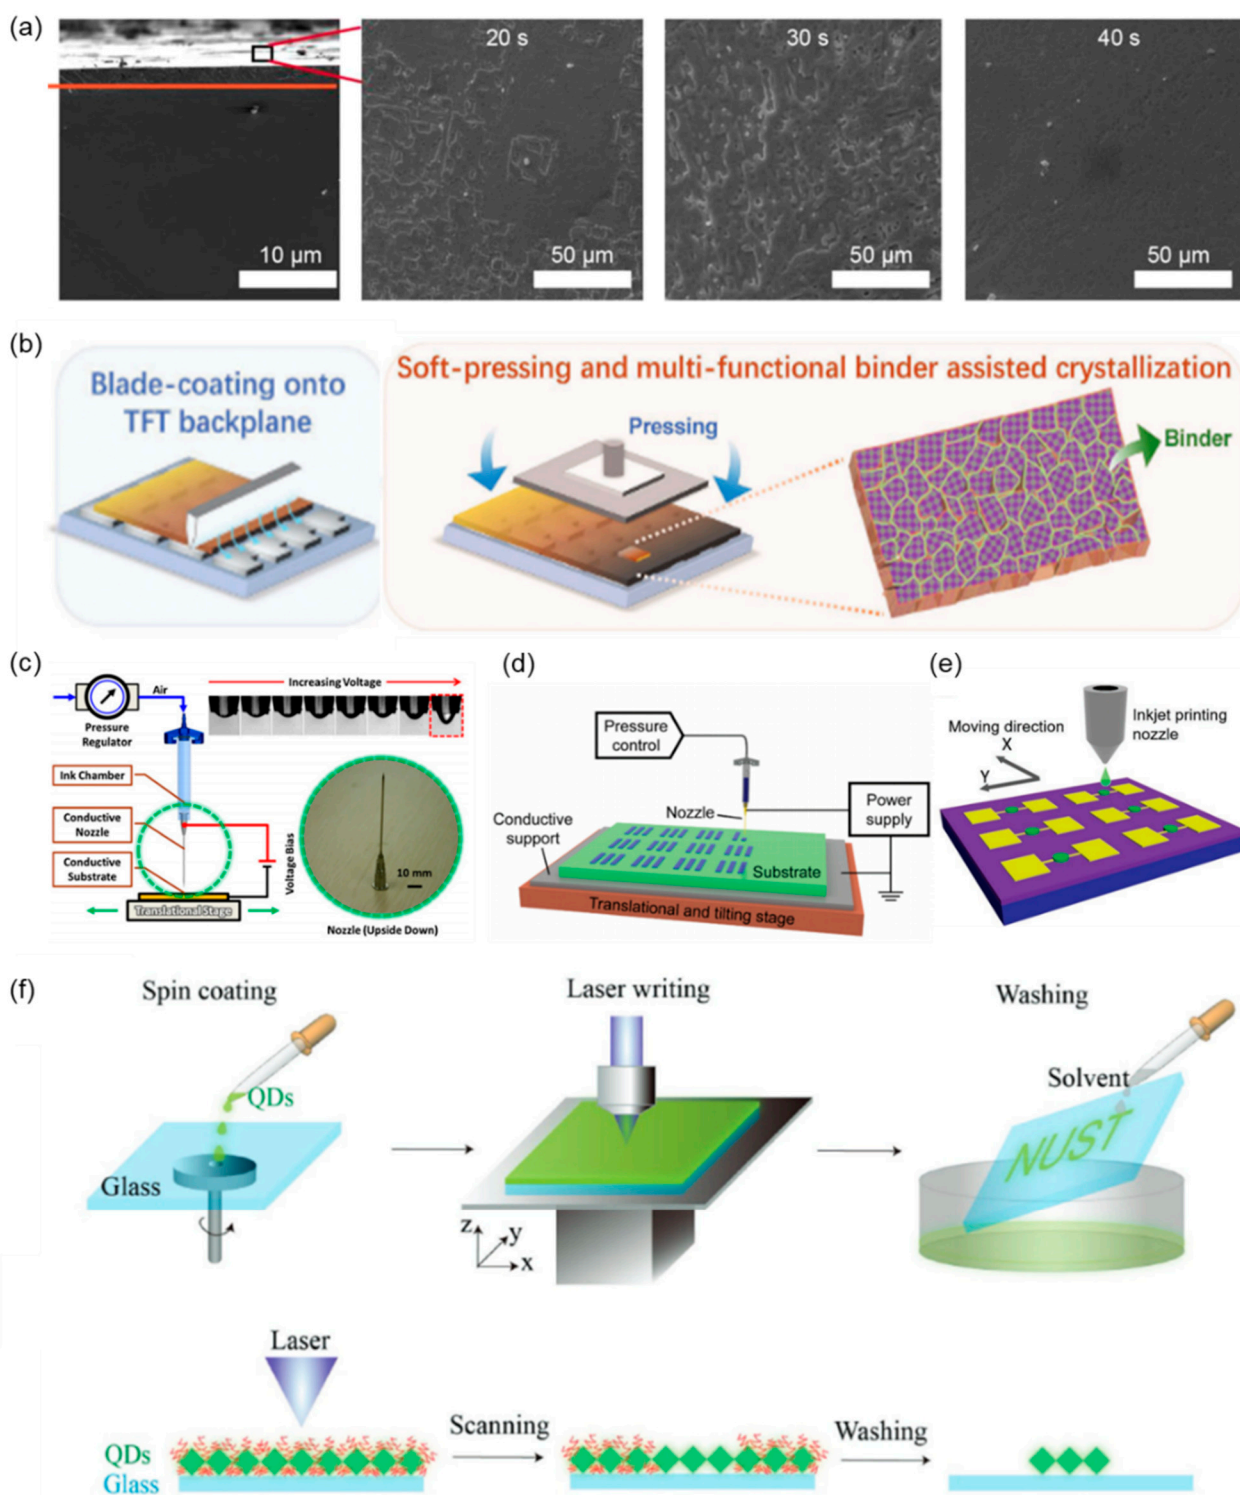 (a)
20 s
30 s
40 s
10 μm
50 μm
50 μm
50 μm
(b)
Blade-coating onto
TFT backplane
Soft-pressing and multi-functional binder assisted crystallization
Pressing
Binder
(c)
Pressure
Regulator
Air
Increasing Voltage
Ink Chamber
Conductive
Nozzle
Conductive
Substrate
Translational Stage
Voltage Bias
10 mm
Nozzle (Upside Down)
(d)
Pressure
control
Nozzle
Power
supply
Conductive
support
Substrate
Translational and tilting stage
(e)
Moving direction
X
Y
Inkjet printing
nozzle
(f)
Spin coating
QDs
Glass
Laser writing
z
y
x
Washing
Solvent
NUST
Laser
QDs
Glass
Scanning
Washing